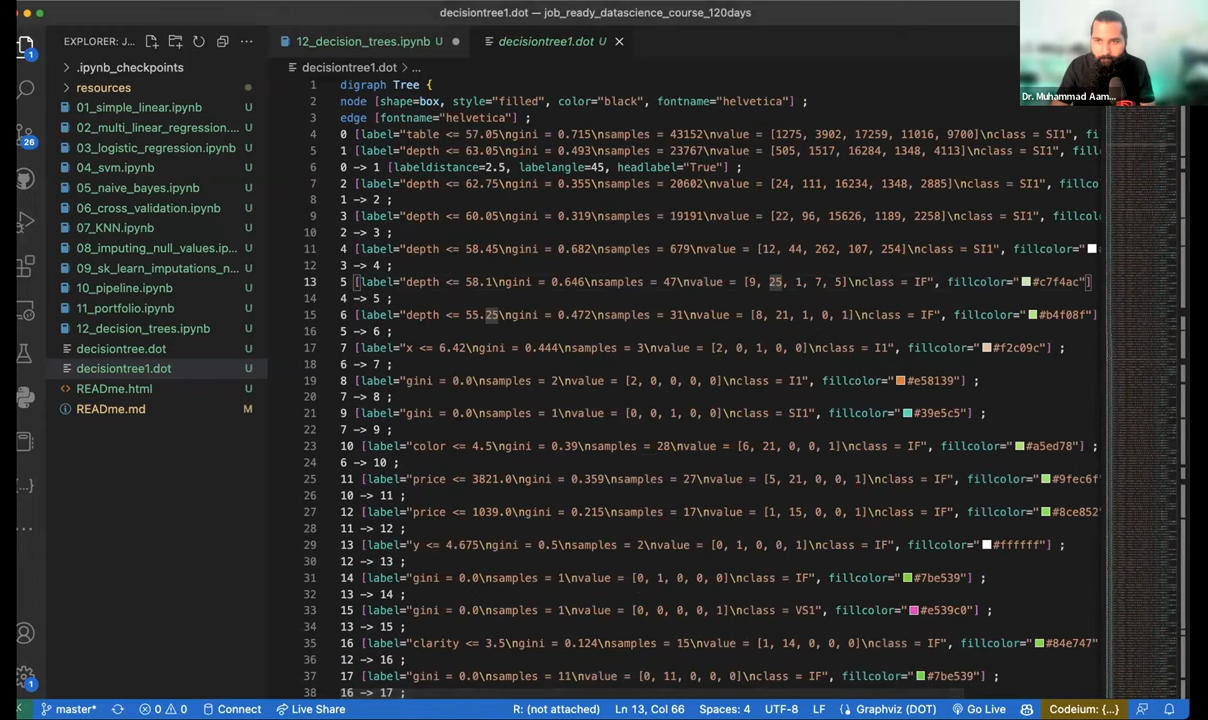 decisiontree1.dot — job_ready_datascience_course_120days
EXPLORER: J...
12_decision_trees.ipynb U
decisiontree1.dot U
.ipynb_checkpoints
decisiontree1.dot > ...
resources
01_simple_linear.ipynb U
02_multi_linear_regression.... U
03_logistic_regression.ipynb U
04_svm.ipynb U
05_naive_bayes.ipynb U
06_cross_validation.ipynb U
07_KNN.ipynb U
08_imputing_null_values.ip... U
09_sk_learn_imputations_n... U
10_pipeline.ipynb U
11_portfolio.ipynb U
12_decision_trees.ipynb U
decisiontree.dot U
decisiontree1.dot U
READme.html U
READme.md M
1
26
1
1 digraph Tree {
2 node [shape=box, style="filled", color="black", fontname="helvetica"] ;
3 edge [fontname="helvetica"] ;
4 0 [label="table <= 57.05\ngini = 0.715\nsamples = 43152\nvalue = [1275, 3902, 17259, 11016, 9700]\nclass = SI1", fi
5 1 [label="depth <= 63.05\ngini = 0.493\nsamples = 23767\nvalue = [505, 1517, 16284, 1348, 4113]\nclass = SI1", fill
6 0 -> 1 [labeldistance=2.5, labelangle=45, headlabel="True"] ;
7 2 [label="depth <= 62.75\ngini = 0.355\nsamples = 20602\nvalue = [24, 111, 16234, 1348, 2885]\nclass = SI1", fillco
8 1 -> 2 ;
9 3 [label="depth <= 60.05\ngini = 0.319\nsamples = 19191\nvalue = [22, 96, 15626, 1189, 2258]\nclass = SI1", fillcol
10 2 -> 3 ;
11 4 [label="depth <= 58.45\ngini = 0.682\nsamples = 679\nvalue = [12, 44, 262, 107, 254]\nclass = SI1", fillcolor="
12 3 -> 4 ;
13 5 [label="depth <= 58.1\ngini = 0.646\nsamples = 47\nvalue = [9, 25, 1, 7, 5]\nclass = IF", fillcolor="#c7f4ac"]
14 4 -> 5 ;
15 6 [label="depth <= 55.25\ngini = 0.472\nsamples = 31\nvalue = [8, 21, 1, 0, 1]\nclass = IF", fillcolor="#b4f08f"]
16 5 -> 6 ;
17 7 [label="x <= 6.42\ngini = 0.444\nsamples = 3\nvalue = [2, 0, 1, 0, 0]\nclass = I1", fillcolor="#f2c09c"] ;
18 6 -> 7 ;
19 8 [label="gini = 0.0\nsamples = 2\nvalue = [2, 0, 0, 0, 0]\nclass = I1", fillcolor="#e58139"] ;
20 7 -> 8 ;
21 9 [label="gini = 0.0\nsamples = 1\nvalue = [0, 0, 1, 0, 0]\nclass = SI1", fillcolor="#39e5c5"] ;
22 7 -> 9 ;
23 10 [label="color <= 4.5\ngini = 0.39\nsamples = 28\nvalue = [6, 21, 0, 0, 1]\nclass = IF", fillcolor="#a5ed78"] ;
24 6 -> 10 ;
25 11 [label="price <= 3821.0\ngini = 0.359\nsamples = 27\nvalue = [5, 21, 0, 0, 1]\nclass = IF", fillcolor="#9fec6f"
26 10 -> 11 ;
27 12 [label="price <= 1039.0\ngini = 0.215\nsamples = 17\nvalue = [1, 15, 0, 0, 1]\nclass = IF", fillcolor="#8ce852"
28 11 -> 12 ;
29 13 [label="y <= 4.675\ngini = 0.5\nsamples = 2\nvalue = [0, 1, 0, 0, 1]\nclass = IF", fillcolor="#ffffff"] ;
30 12 -> 13 ;
31 14 [label="gini = 0.0\nsamples = 1\nvalue = [0, 1, 0, 0, 0]\nclass = IF", fillcolor="#7be539"] ;
32 13 -> 14 ;
33 15 [label="gini = 0.0\nsamples = 1\nvalue = [0, 0, 0, 0, 1]\nclass = VS1", fillcolor="#e539c0"] ;
34 13 -> 15 ;
35 16 [label="clarity <= 3.5\ngini = 0.124\nsamples = 15\nvalue = [1, 14, 0, 0, 0]\nclass = IF", fillcolor="#84e747"
36 12 -> 16 ;
37 17 [label="gini = 0.0\nsamples = 11\nvalue = [0, 11, 0, 0, 0]\nclass = IF", fillcolor="#7be539"] ;
38 16 -> 17 ;
Dr. Muhammad Aam...
master* 0 0 Connect Live Share R: (not attached) Ln 13, Col 66 Spaces: 4 UTF-8 LF Graphviz (DOT) Go Live Codeium: {...}